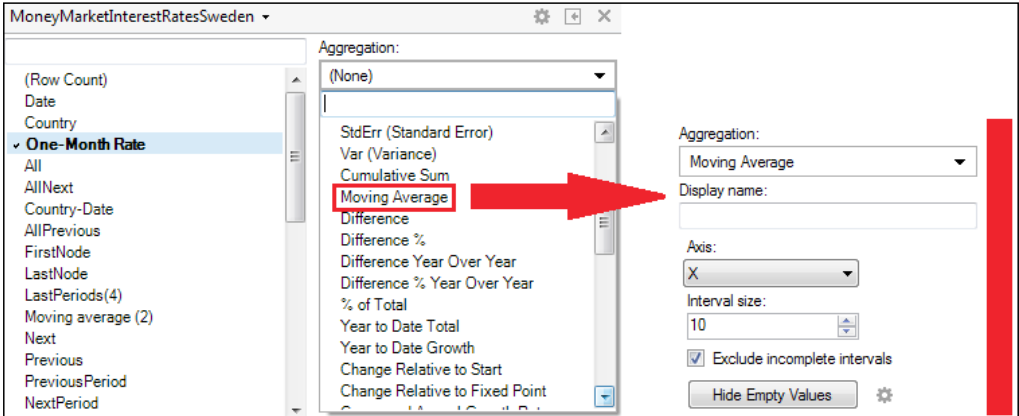 MoneyMarketInterestRatesSweden
(Row Count)
Date
Country
One-Month Rate
All
AllNext
Country-Date
AllPrevious
FirstNode
LastNode
LastPeriods(4)
Moving average (2)
Next
Previous
PreviousPeriod
NextPeriod
Aggregation:
(None)
StdErr (Standard Error)
Var (Variance)
Cumulative Sum
Moving Average
Difference
Difference %
Difference Year Over Year
Difference % Year Over Year
% of Total
Year to Date Total
Year to Date Growth
Change Relative to Start
Change Relative to Fixed Point
Aggregation:
Moving Average
Display name:
Axis:
X
Interval size:
10
Exclude incomplete intervals
Hide Empty Values